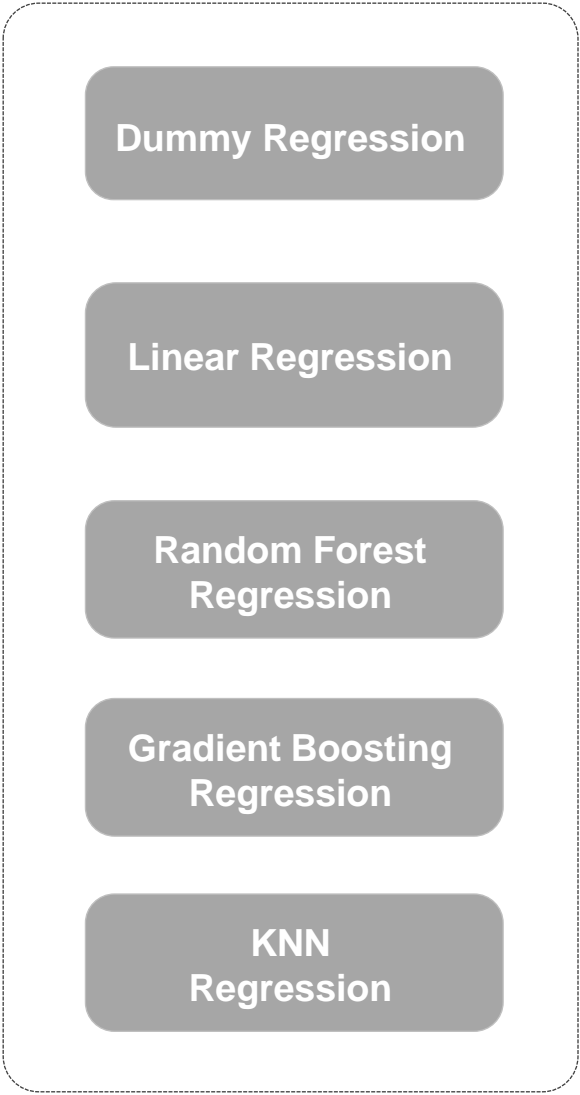 Dummy Regression
Linear Regression
Random Forest
Regression
Gradient Boosting
Regression
KNN
Regression